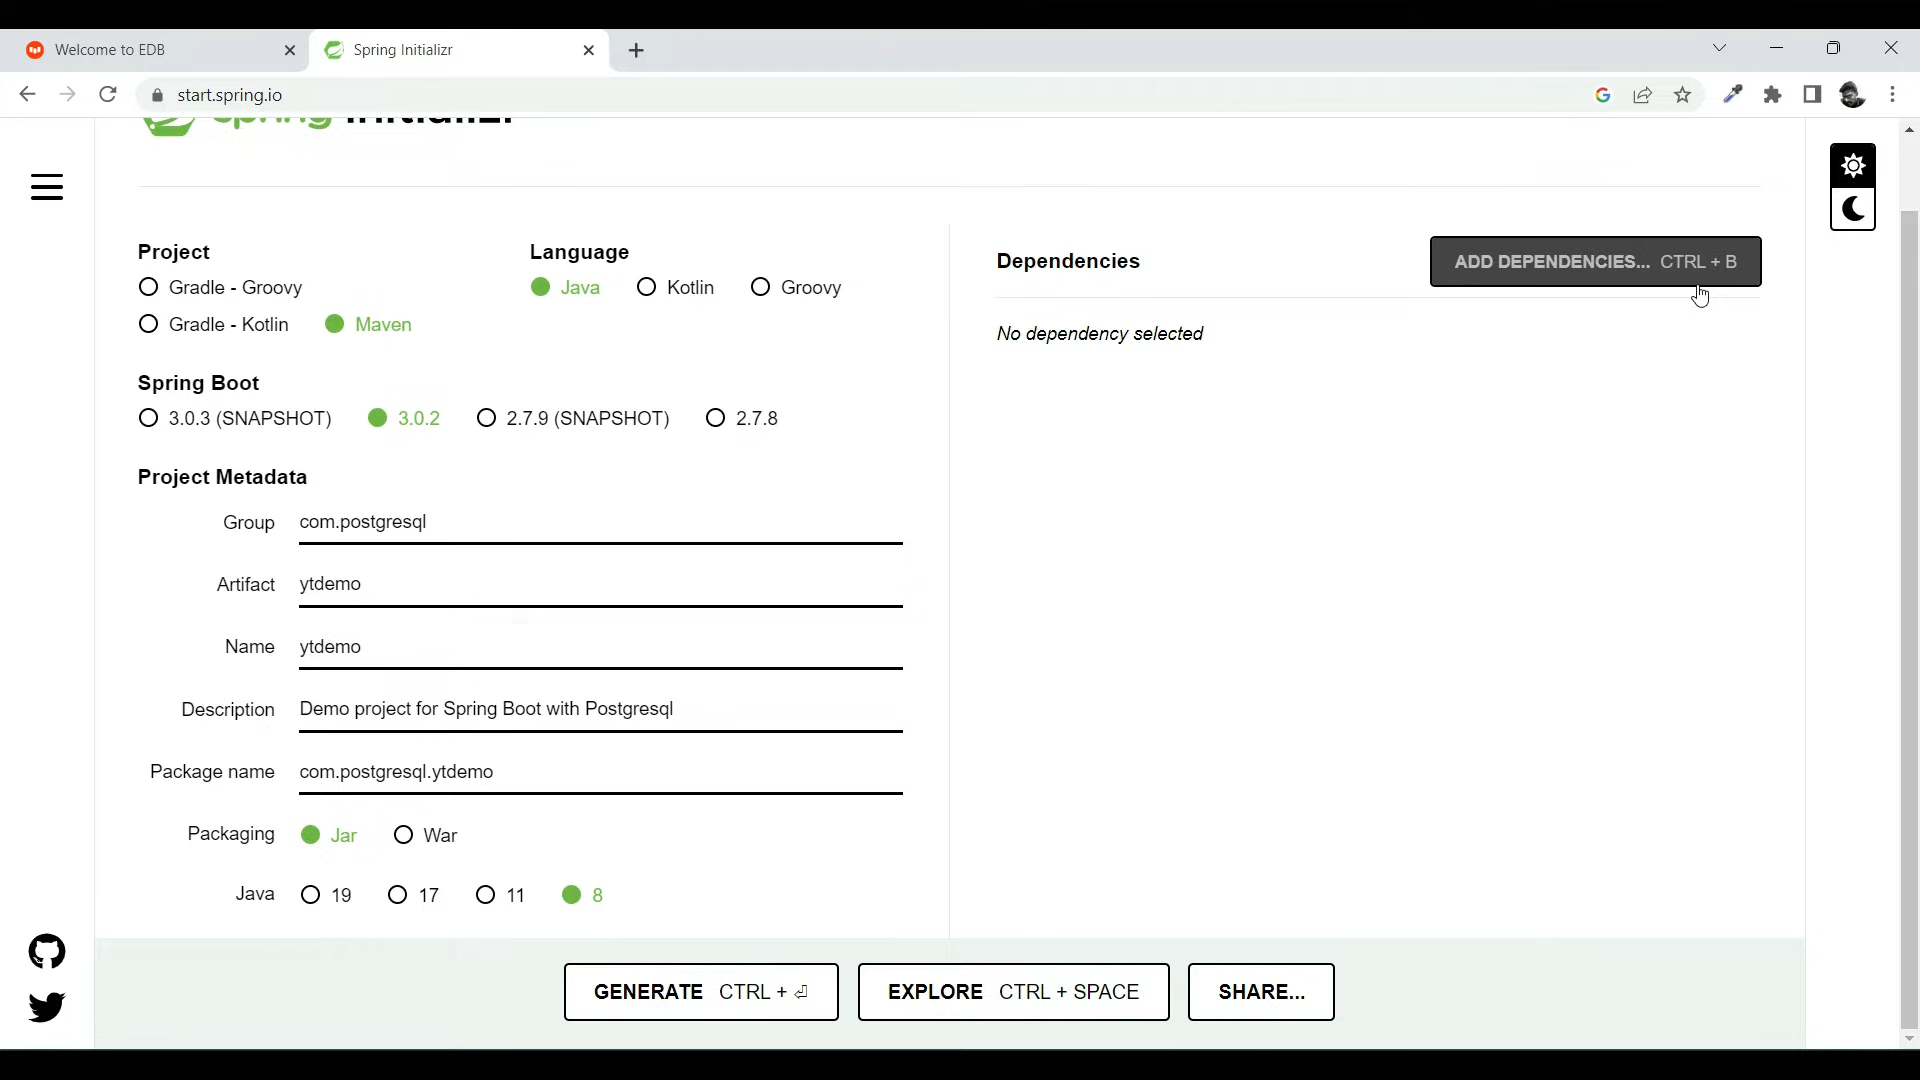 Welcome to EDB
Spring Initializr
start.spring.io
spring initializr
Project
Gradle - Groovy
Gradle - Kotlin Maven
Language
Java Kotlin Groovy
Spring Boot
3.0.3 (SNAPSHOT) 3.0.2 2.7.9 (SNAPSHOT) 2.7.8
Project Metadata
Group com.postgresql
Artifact ytdemo
Name ytdemo
Description Demo project for Spring Boot with Postgresql
Package name com.postgresql.ytdemo
Packaging Jar War
Java 19 17 11 8
Dependencies
ADD DEPENDENCIES... CTRL + B
No dependency selected
GENERATE CTRL + ⏎
EXPLORE CTRL + SPACE
SHARE...